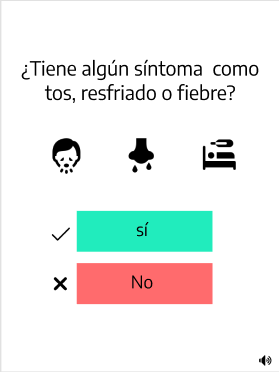 ¿Tiene algún síntoma como
tos, resfriado o fiebre?
sí
No